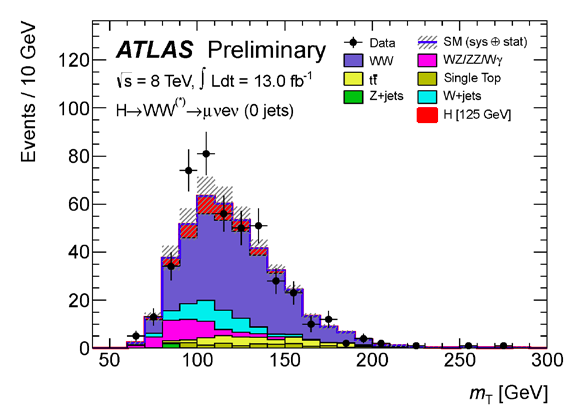 Events / 10 GeV
ATLAS Preliminary
√s = 8 TeV, ∫ Ldt = 13.0 fb⁻¹
H→WW⁽*⁾→μνeν (0 jets)
Data
SM (sys ⊕ stat)
WW
WZ/ZZ/Wγ
tt̄
Single Top
Z+jets
W+jets
H [125 GeV]
120
100
80
60
40
20
0
50 100 150 200 250 300
m_T [GeV]